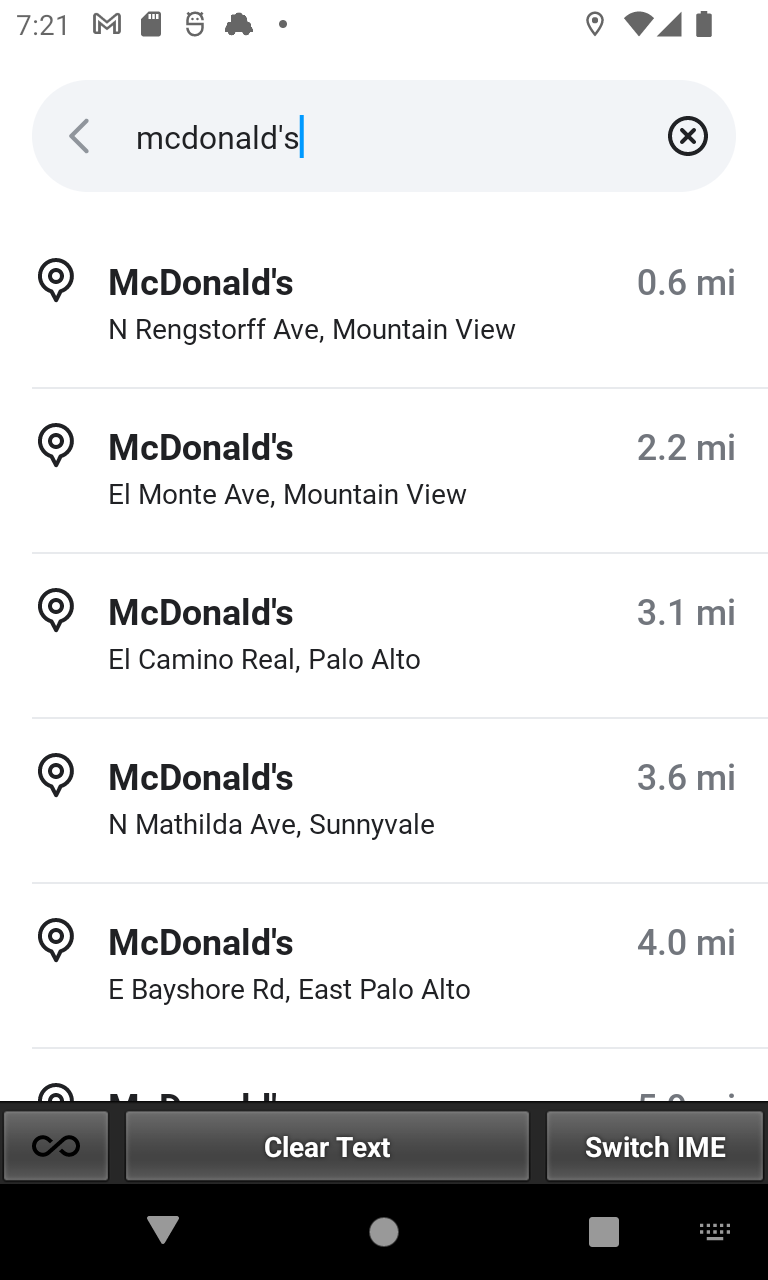 7:21
mcdonald's
McDonald's 0.6 mi
N Rengstorff Ave, Mountain View
McDonald's 2.2 mi
El Monte Ave, Mountain View
McDonald's 3.1 mi
El Camino Real, Palo Alto
McDonald's 3.6 mi
N Mathilda Ave, Sunnyvale
McDonald's 4.0 mi
E Bayshore Rd, East Palo Alto
McDonald's
Clear Text Switch IME